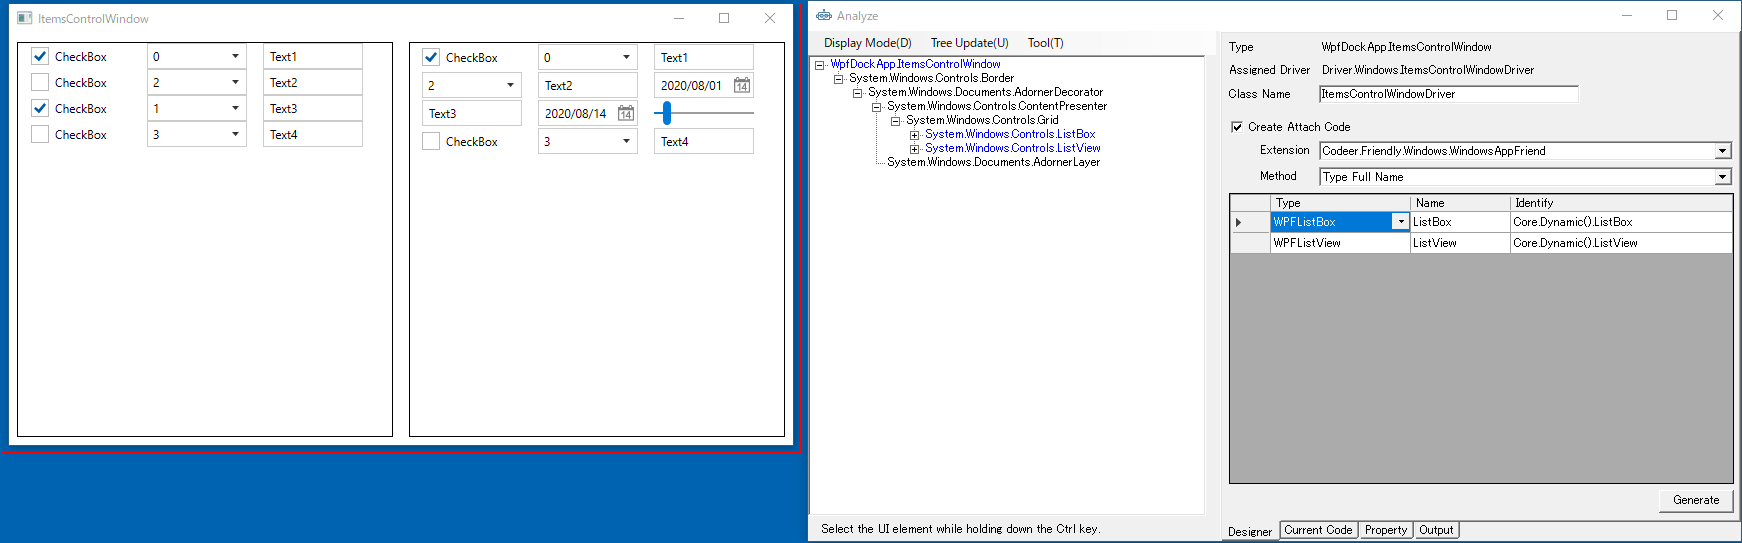 ItemsControlWindow
CheckBox 0 Text1
CheckBox 2 Text2
CheckBox 1 Text3
CheckBox 3 Text4
CheckBox 0 Text1
2 Text2 2020/08/01 14
Text3 2020/08/14 14
CheckBox 3 Text4
Analyze
Display Mode(D) Tree Update(U) Tool(T)
WpfDockApp.ItemsControlWindow
System.Windows.Controls.Border
System.Windows.Documents.AdornerDecorator
System.Windows.Controls.ContentPresenter
System.Windows.Controls.Grid
System.Windows.Controls.ListBox
System.Windows.Controls.ListView
System.Windows.Documents.AdornerLayer
Select the UI element while holding down the Ctrl key.
Type WpfDockApp.ItemsControlWindow
Assigned Driver Driver.Windows.ItemsControlWindowDriver
Class Name ItemsControlWindowDriver
Create Attach Code
Extension Codeer.Friendly.Windows.WindowsAppFriend
Method Type Full Name
Type Name Identify
WPFListBox ListBox Core.Dynamic().ListBox
WPFListView ListView Core.Dynamic().ListView
Generate
Designer Current Code Property Output